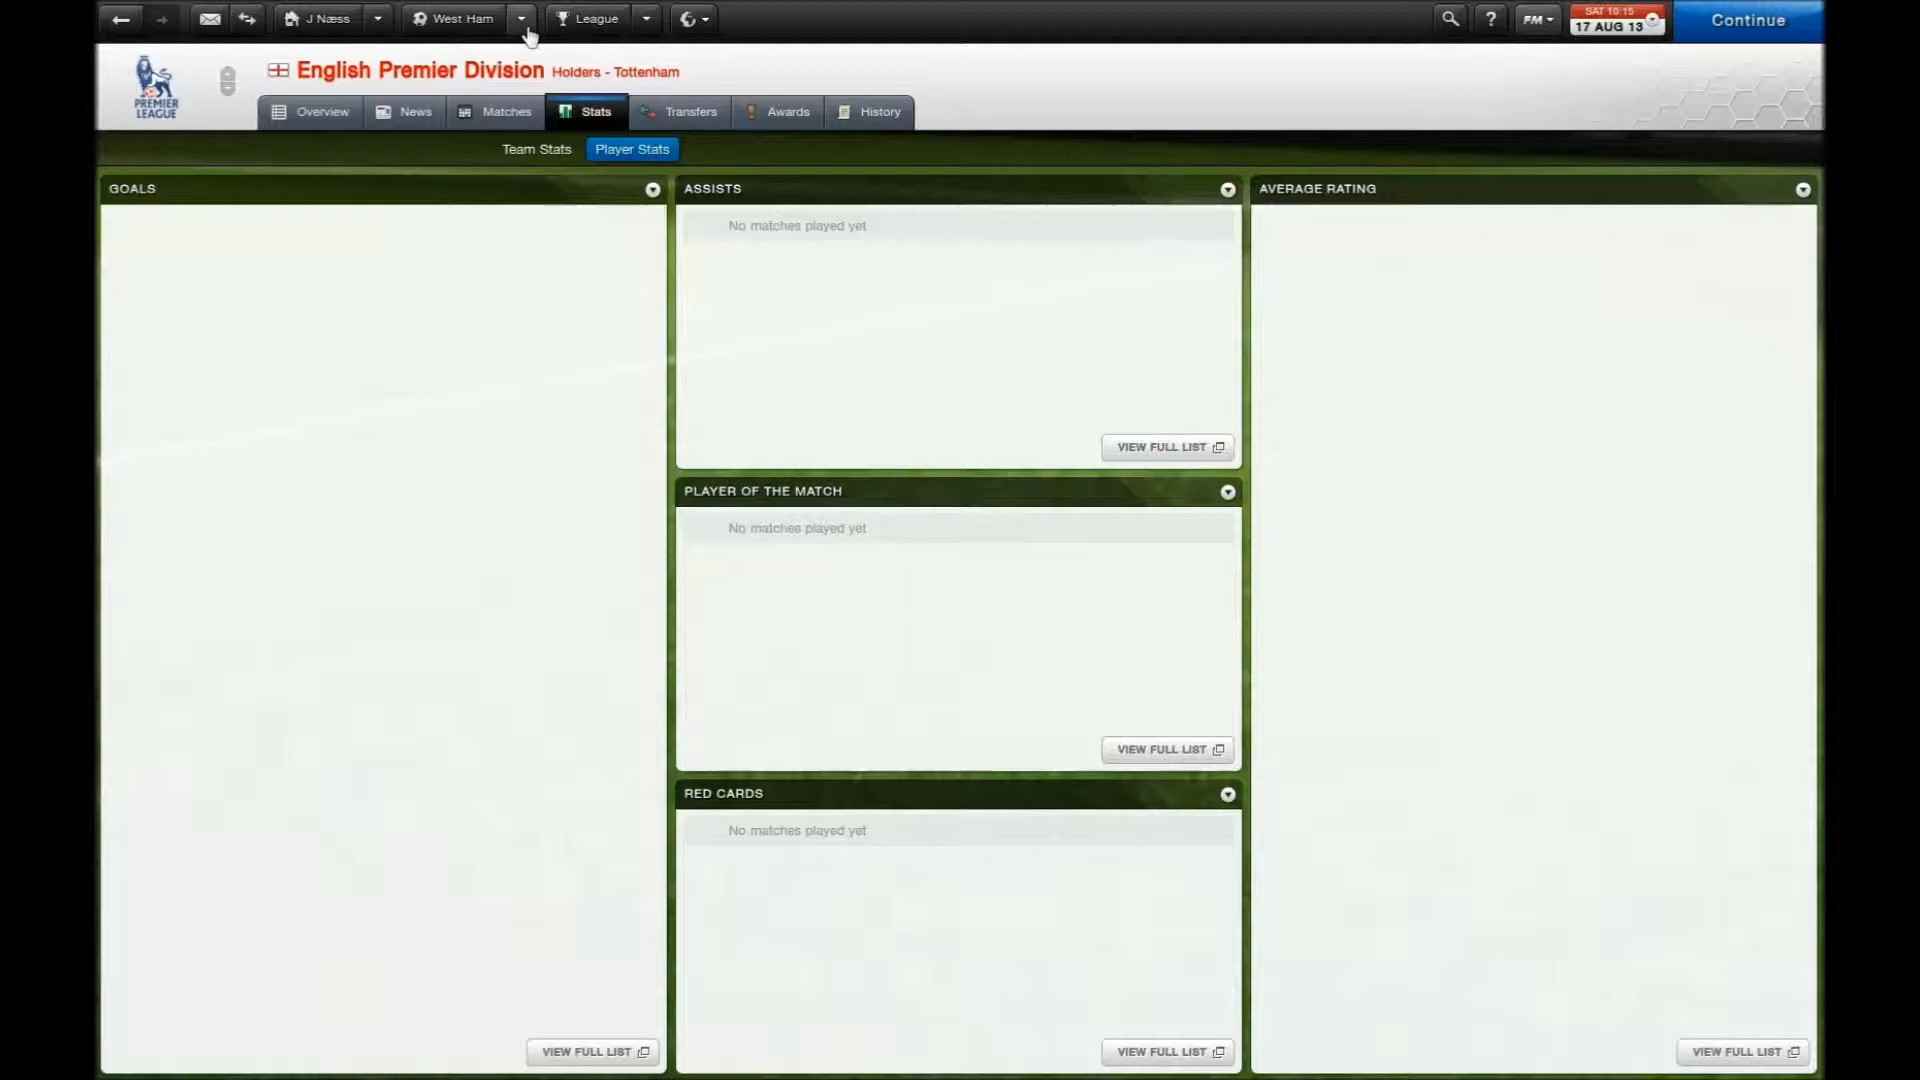 J Næss
West Ham
League
?
FM
SAT 10:15
17 AUG 13
Continue
PREMIER
LEAGUE
English Premier Division
Holders - Tottenham
Overview
News
Matches
Stats
Transfers
Awards
History
Team Stats
Player Stats
GOALS
VIEW FULL LIST
ASSISTS
No matches played yet
VIEW FULL LIST
PLAYER OF THE MATCH
No matches played yet
VIEW FULL LIST
RED CARDS
No matches played yet
VIEW FULL LIST
AVERAGE RATING
VIEW FULL LIST